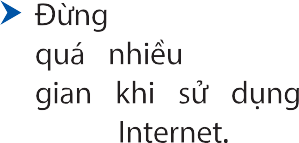 Đừng
quá nhiều
gian khi sử dụng
Internet.